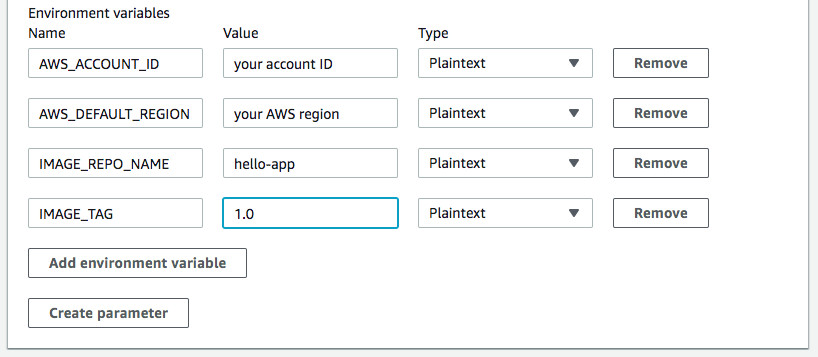 Environment variables
Name Value Type
AWS_ACCOUNT_ID your account ID Plaintext Remove
AWS_DEFAULT_REGION your AWS region Plaintext Remove
IMAGE_REPO_NAME hello-app Plaintext Remove
IMAGE_TAG 1.0 Plaintext Remove
Add environment variable
Create parameter